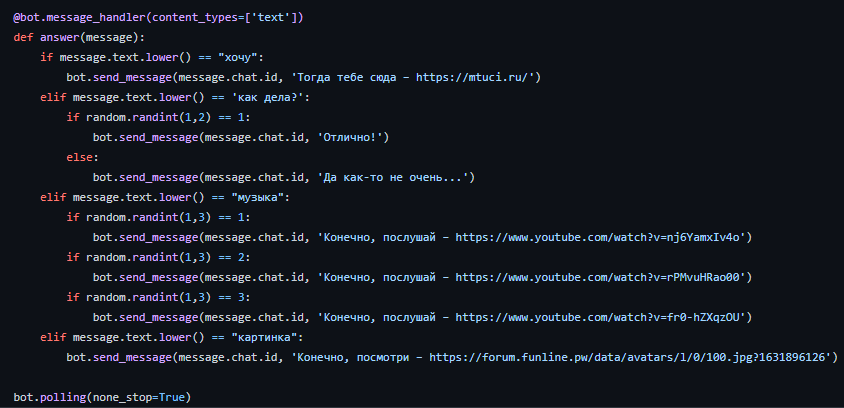 @bot.message_handler(content_types=['text'])
def answer(message):
    if message.text.lower() == "хочу":
        bot.send_message(message.chat.id, 'Тогда тебе сюда – https://mtuci.ru/')
    elif message.text.lower() == 'как дела?':
        if random.randint(1,2) == 1:
            bot.send_message(message.chat.id, 'Отлично!')
        else:
            bot.send_message(message.chat.id, 'Да как-то не очень...')
    elif message.text.lower() == "музыка":
        if random.randint(1,3) == 1:
            bot.send_message(message.chat.id, 'Конечно, послушай – https://www.youtube.com/watch?v=nj6YamxIv4o')
        if random.randint(1,3) == 2:
            bot.send_message(message.chat.id, 'Конечно, послушай – https://www.youtube.com/watch?v=rPMvuHRao00')
        if random.randint(1,3) == 3:
            bot.send_message(message.chat.id, 'Конечно, послушай – https://www.youtube.com/watch?v=fr0-hZXqzOU')
    elif message.text.lower() == "картинка":
        bot.send_message(message.chat.id, 'Конечно, посмотри – https://forum.funline.pw/data/avatars/l/0/100.jpg?1631896126')
bot.polling(none_stop=True)